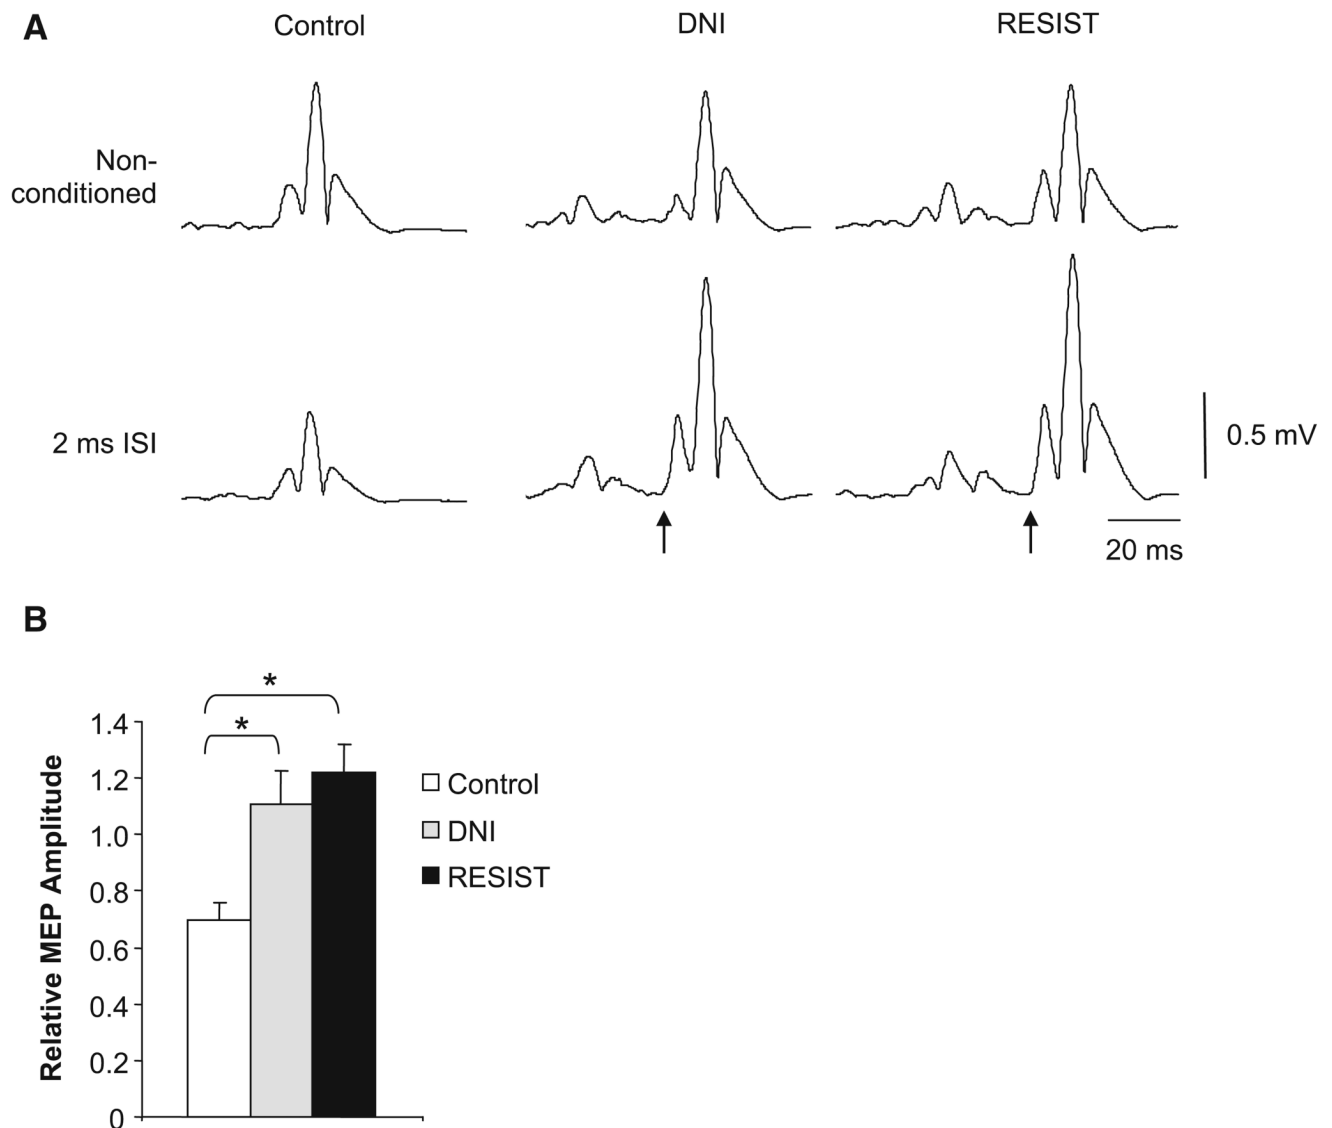 A
Control DNI RESIST
Non-
conditioned
2 ms ISI
0.5 mV
20 ms
B
*
*
1.4
1.2
1.0
0.8
0.6
0.4
0.2
0
Relative MEP Amplitude
Control
DNI
RESIST